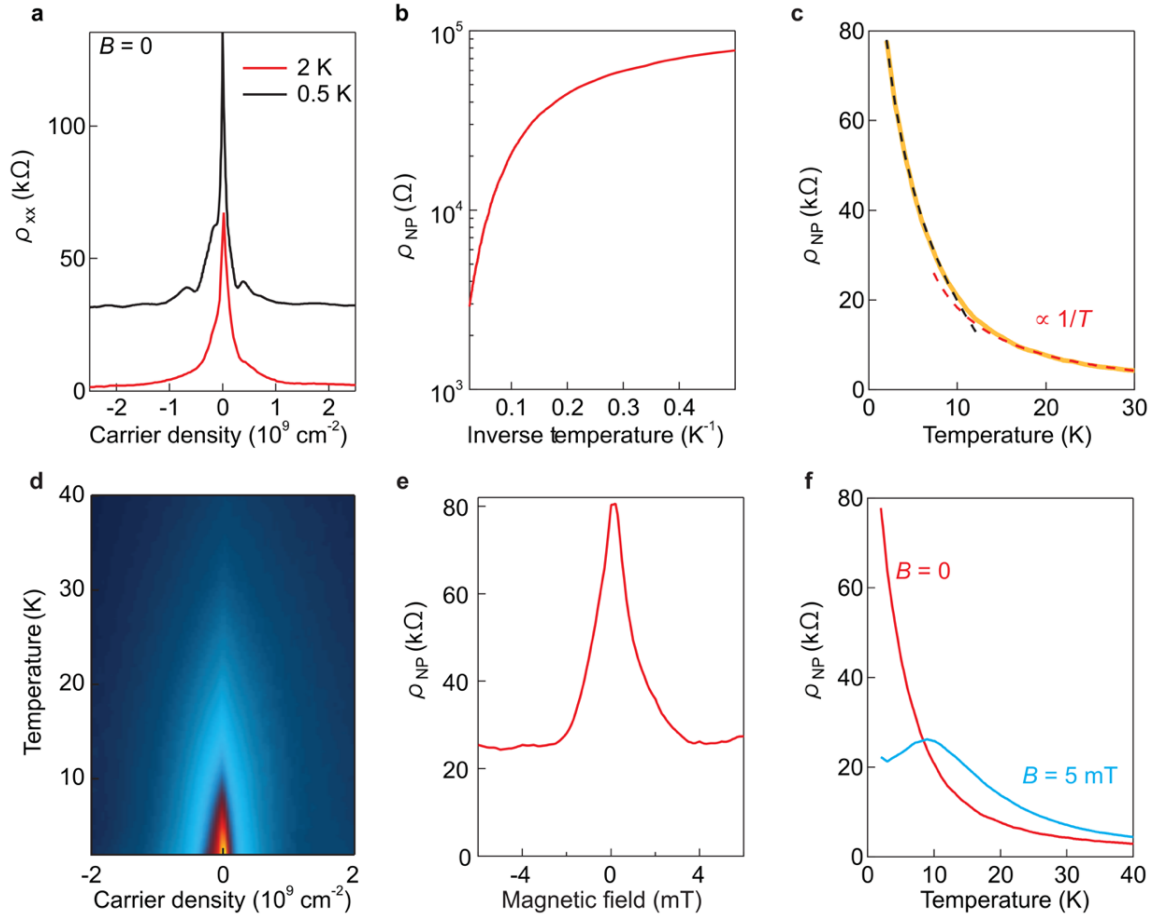 a
B = 0
2 K
0.5 K
100
50
0
ρxx (kΩ)
-2 -1 0 1 2
Carrier density (10⁹ cm⁻²)
b
10⁵
10⁴
10³
ρNP (Ω)
0.1 0.2 0.3 0.4
Inverse temperature (K⁻¹)
c
80
60
40
20
0
ρNP (kΩ)
∝ 1/T
0 10 20 30
Temperature (K)
d
40
30
20
10
Temperature (K)
-2 0 2
Carrier density (10⁹ cm⁻²)
e
80
60
40
20
0
ρNP (kΩ)
-4 0 4
Magnetic field (mT)
f
80
60
40
20
0
ρNP (kΩ)
B = 0
B = 5 mT
0 10 20 30 40
Temperature (K)